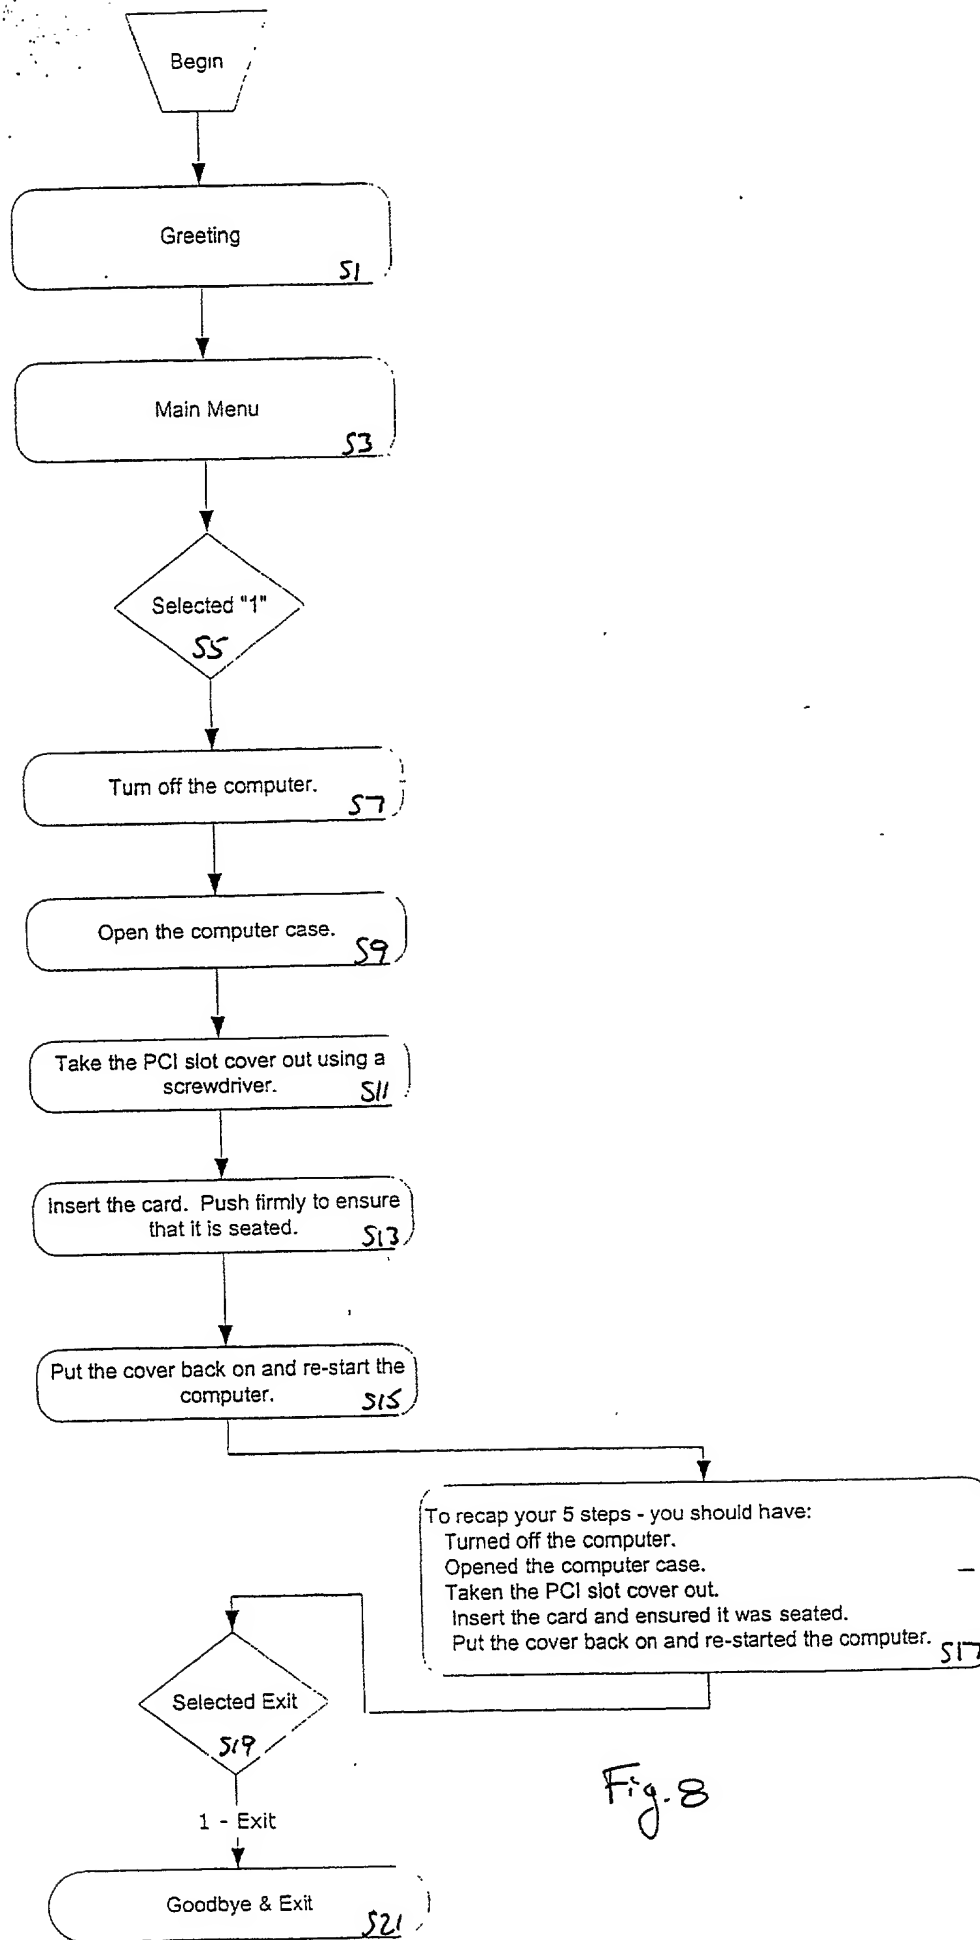 Begin
Greeting
S1
Main Menu
S3
Selected "1"
S5
Turn off the computer.
S7
Open the computer case.
S9
Take the PCI slot cover out using a
screwdriver.
S11
Insert the card. Push firmly to ensure
that it is seated.
S13
Put the cover back on and re-start the
computer.
S15
To recap your 5 steps - you should have:
Turned off the computer.
Opened the computer case.
Taken the PCI slot cover out.
Insert the card and ensured it was seated.
Put the cover back on and re-started the computer.
S17
Selected Exit
S19
1 - Exit
Goodbye & Exit
S21
Fig. 8